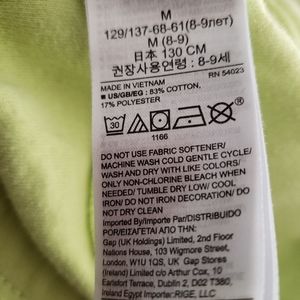 M
129/137-68-61(8-9лет)
M (8-9)
日本 130 CM
권장사용연령 : 8-9세
RN 54023
MADE IN VIETNAM
■ US/GB/EG : 83% COTTON,
17% POLYESTER
30
1166
DO NOT USE FABRIC SOFTENER/
MACHINE WASH COLD GENTLE CYCLE/
WASH AND DRY WITH LIKE COLORS/
ONLY NON-CHLORINE BLEACH WHEN
NEEDED/ TUMBLE DRY LOW/ COOL
IRON/ DO NOT IRON DECORATION/ DO
NOT DRY CLEAN
Imported By/Importe Par/DISTRIBUIDO
POR/ΕΙΣΑΓΕΤΑΙ ΑΠΟ ΤΗΝ:
Gap (UK Holdings) Limited, 2nd Floor
Nations House, 103 Wigmore Street,
London, W1U 1QS, UK Gap Stores
(Ireland) Limited c/o Arthur Cox, 10
Earlsfort Terrace, Dublin 2, D02 T380,
Ireland Egypt Importer:RIGE, LLC